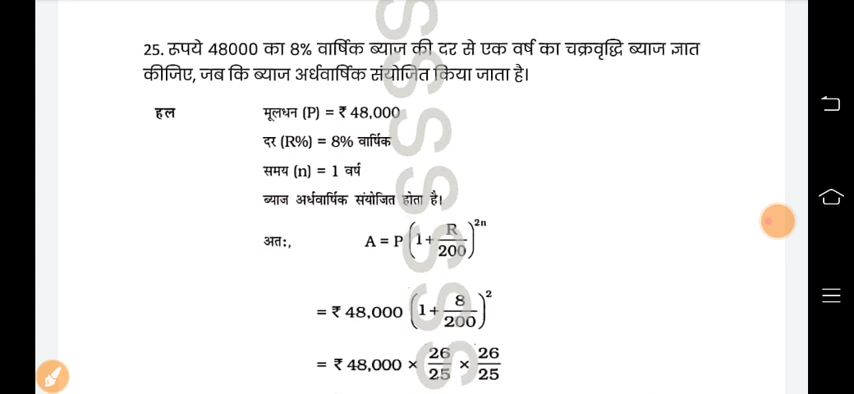 25. रूपये 48000 का 8% वार्षिक ब्याज की दर से एक वर्ष का चक्रवृद्धि ब्याज ज्ञात
कीजिए, जब कि ब्याज अर्धवार्षिक संयोजित किया जाता है।
हल मूलधन (P) = ₹ 48,000
दर (R%) = 8% वार्षिक
समय (n) = 1 वर्ष
ब्याज अर्धवार्षिक संयोजित होता है।
अतः, A = P (1 + R/200)^2n
= ₹ 48,000 (1 + 8/200)^2
= ₹ 48,000 × 26/25 × 26/25
S S S S S S